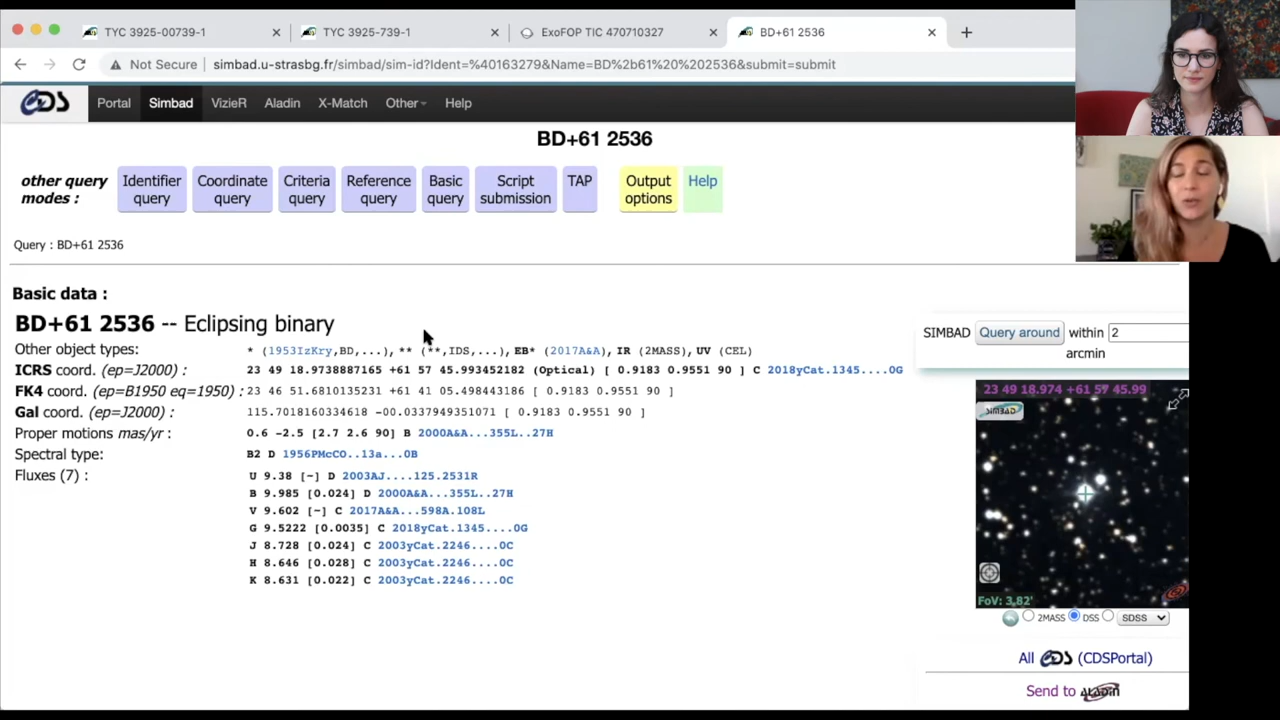 TYC 3925-00739-1
TYC 3925-739-1
ExoFOP TIC 470710327
BD+61 2536
Not Secure
simbad.u-strasbg.fr/simbad/sim-id?Ident=%40163279&Name=BD%2b61%20%202536&submit=submit
CDS Portal Simbad VizieR Aladin X-Match Other Help
BD+61 2536
other query modes :
Identifier query
Coordinate query
Criteria query
Reference query
Basic query
Script submission
TAP
Output options
Help
Query : BD+61 2536
Basic data :
BD+61 2536 -- Eclipsing binary
Other object types: * (1953IzKry,BD,...), ** (**,IDS,...), EB* (2017A&A), IR (2MASS), UV (CEL)
ICRS coord. (ep=J2000) : 23 49 18.9738887165 +61 57 45.993452182 (Optical) [ 0.9183 0.9551 90 ] C 2018yCat.1345....0G
FK4 coord. (ep=B1950 eq=1950) : 23 46 51.6810135231 +61 41 05.498443186 [ 0.9183 0.9551 90 ]
Gal coord. (ep=J2000) : 115.7018160334618 -00.0337949351071 [ 0.9183 0.9551 90 ]
Proper motions mas/yr : 0.6 -2.5 [2.7 2.6 90] B 2000A&A...355L..27H
Spectral type: B2 D 1956PMcCO..13a...0B
Fluxes (7) :
U 9.38 [~] D 2003AJ....125.2531R
B 9.985 [0.024] D 2000A&A...355L..27H
V 9.602 [~] C 2017A&A...598A.108L
G 9.5222 [0.0035] C 2018yCat.1345....0G
J 8.728 [0.024] C 2003yCat.2246....0C
H 8.646 [0.028] C 2003yCat.2246....0C
K 8.631 [0.022] C 2003yCat.2246....0C
SIMBAD Query around within 2
arcmin
23 49 18.974 +61 57 45.99
SIMBAD
FoV: 3.82'
2MASS DSS SDSS
All CDS (CDSPortal)
Send to Aladin